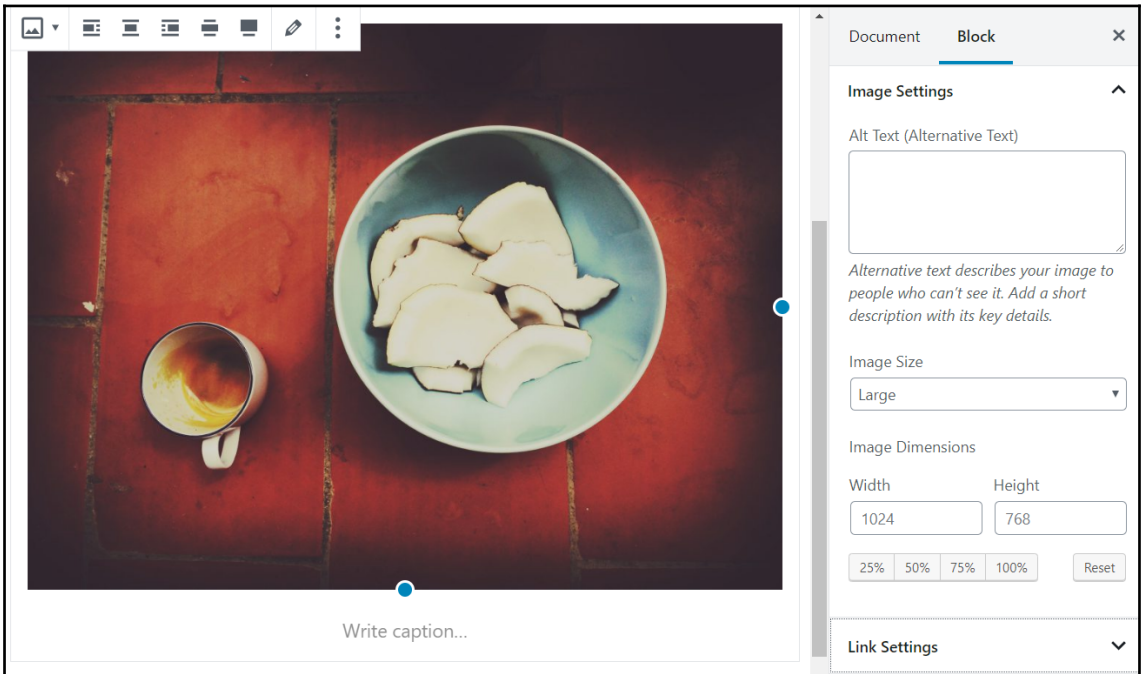 Document Block
Image Settings
Alt Text (Alternative Text)
Alternative text describes your image to
people who can't see it. Add a short
description with its key details.
Image Size
Large
Image Dimensions
Width Height
1024 768
25% 50% 75% 100% Reset
Link Settings
Write caption...